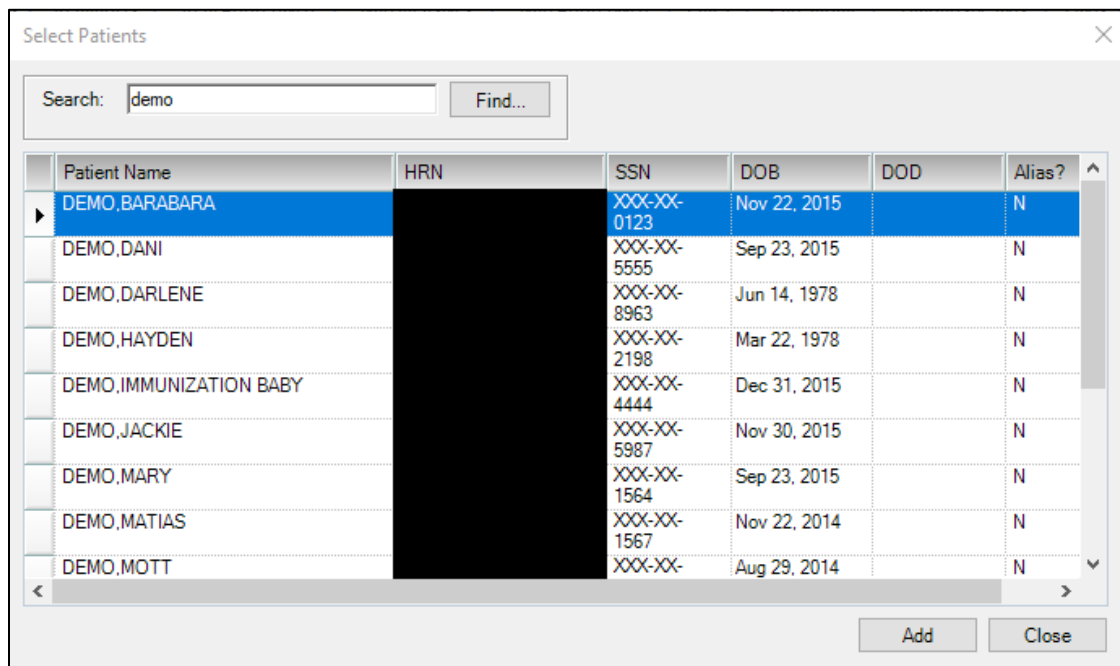 Select Patients
Search: demo Find...
Patient Name HRN SSN DOB DOD Alias?
DEMO,BARABARA XXX-XX- Nov 22, 2015 N
0123
DEMO,DANI XXX-XX- Sep 23, 2015 N
5555
DEMO,DARLENE XXX-XX- Jun 14, 1978 N
8963
DEMO,HAYDEN XXX-XX- Mar 22, 1978 N
2198
DEMO,IMMUNIZATION BABY XXX-XX- Dec 31, 2015 N
4444
DEMO,JACKIE XXX-XX- Nov 30, 2015 N
5987
DEMO,MARY XXX-XX- Sep 23, 2015 N
1564
DEMO,MATIAS XXX-XX- Nov 22, 2014 N
1567
DEMO,MOTT XXX-XX- Aug 29, 2014 N
Add Close